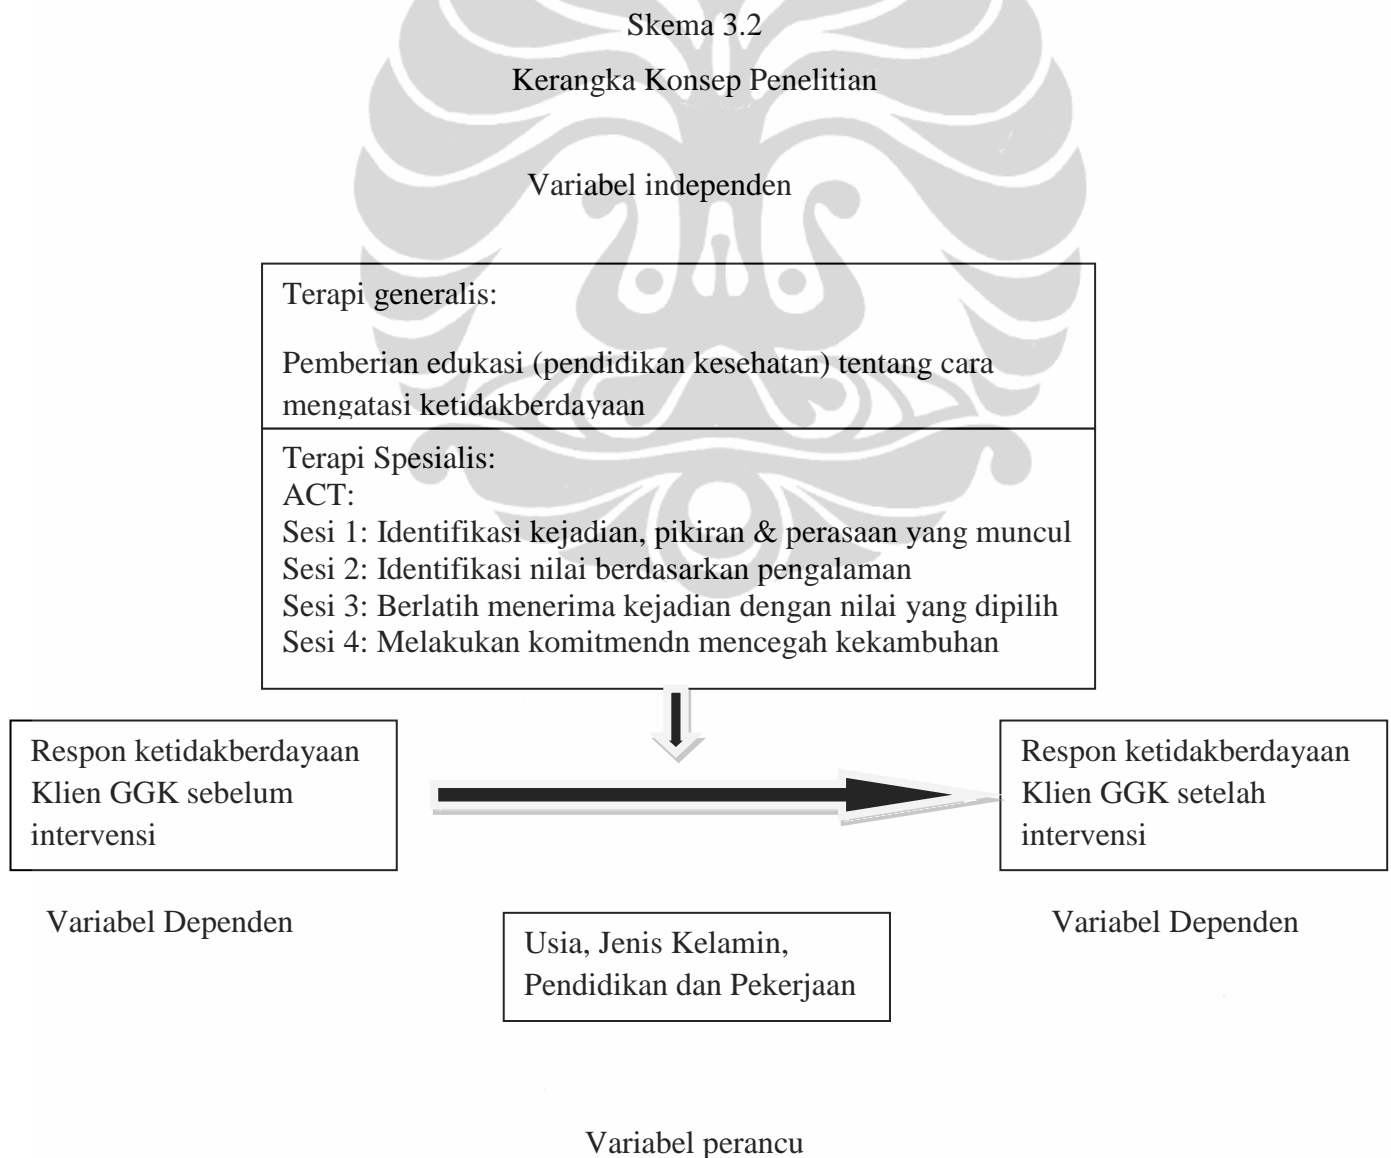 Skema 3.2
Kerangka Konsep Penelitian
Variabel independen
Terapi generalis:
Pemberian edukasi (pendidikan kesehatan) tentang cara
mengatasi ketidakberdayaan
Terapi Spesialis:
ACT:
Sesi 1: Identifikasi kejadian, pikiran & perasaan yang muncul
Sesi 2: Identifikasi nilai berdasarkan pengalaman
Sesi 3: Berlatih menerima kejadian dengan nilai yang dipilih
Sesi 4: Melakukan komitmendn mencegah kekambuhan
Respon ketidakberdayaan
Klien GGK sebelum
intervensi
Respon ketidakberdayaan
Klien GGK setelah
intervensi
Variabel Dependen
Variabel Dependen
Usia, Jenis Kelamin,
Pendidikan dan Pekerjaan
Variabel perancu